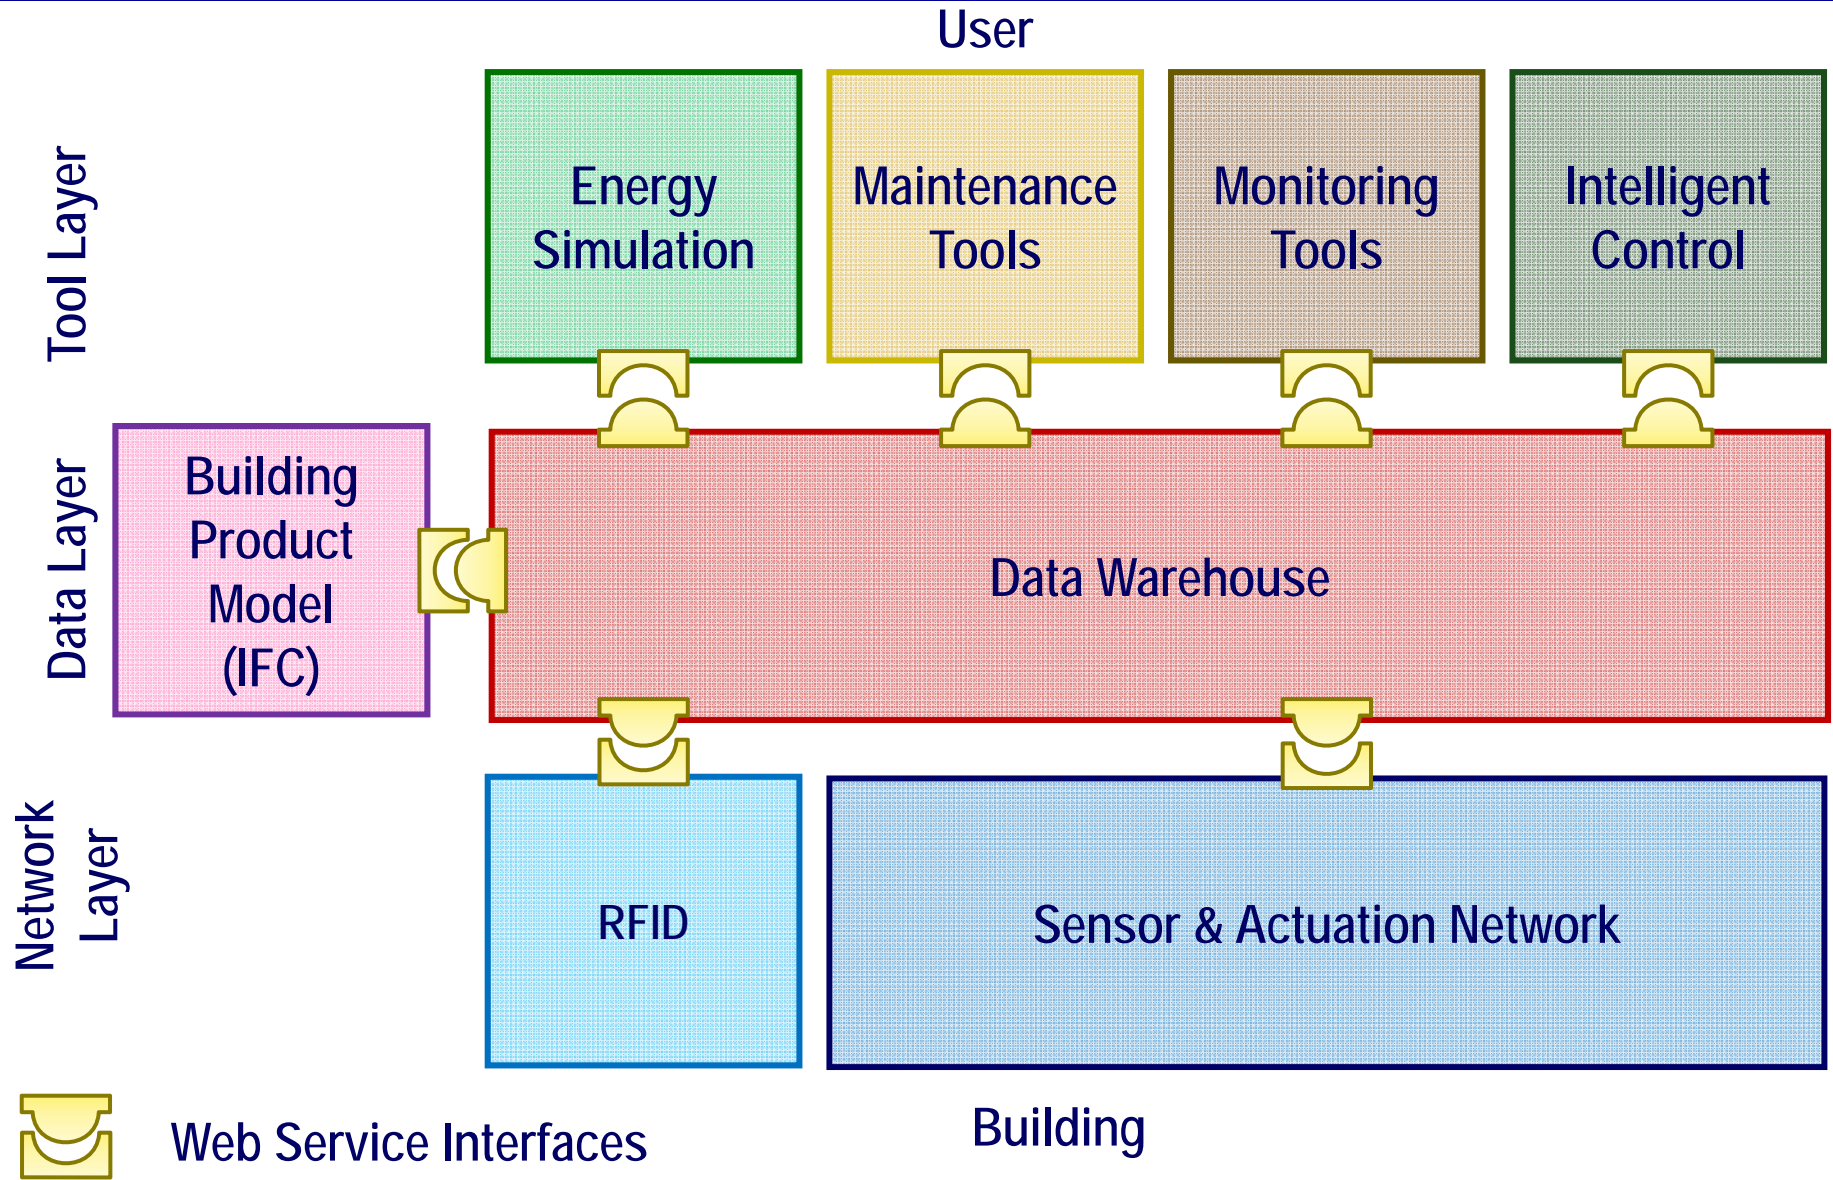 User
Tool Layer
Energy
Simulation
Maintenance
Tools
Monitoring
Tools
Intelligent
Control
Data Layer
Building
Product
Model
(IFC)
Data Warehouse
Network
Layer
RFID
Sensor & Actuation Network
Web Service Interfaces
Building